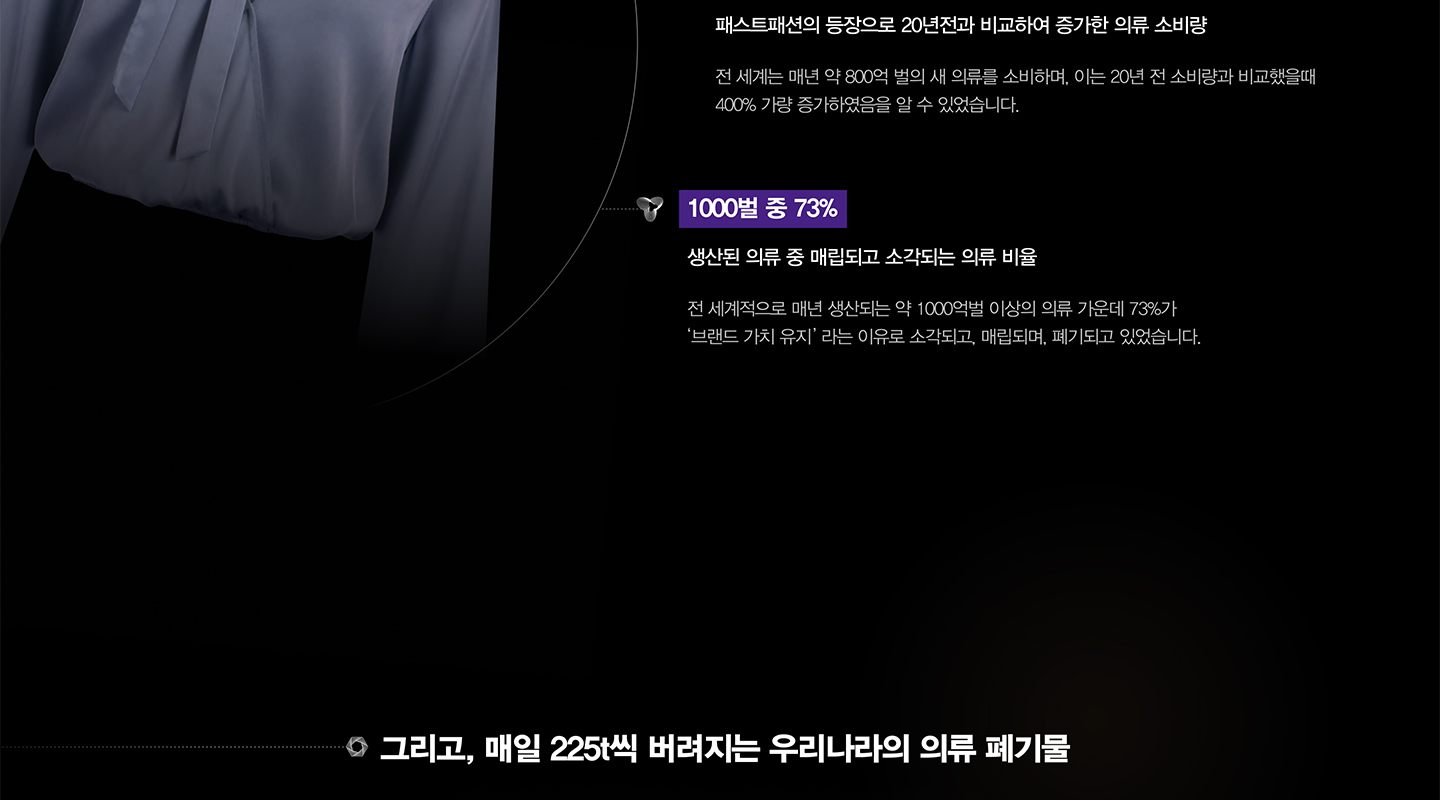 패스트패션의 등장으로 20년전과 비교하여 증가한 의류 소비량
전 세계는 매년 약 800억 벌의 새 의류를 소비하며, 이는 20년 전 소비량과 비교했을때
400% 가량 증가하였음을 알 수 있었습니다.
1000벌 중 73%
생산된 의류 중 매립되고 소각되는 의류 비율
전 세계적으로 매년 생산되는 약 1000억벌 이상의 의류 가운데 73%가
‘브랜드 가치 유지’ 라는 이유로 소각되고, 매립되며, 폐기되고 있었습니다.
그리고, 매일 225t씩 버려지는 우리나라의 의류 폐기물